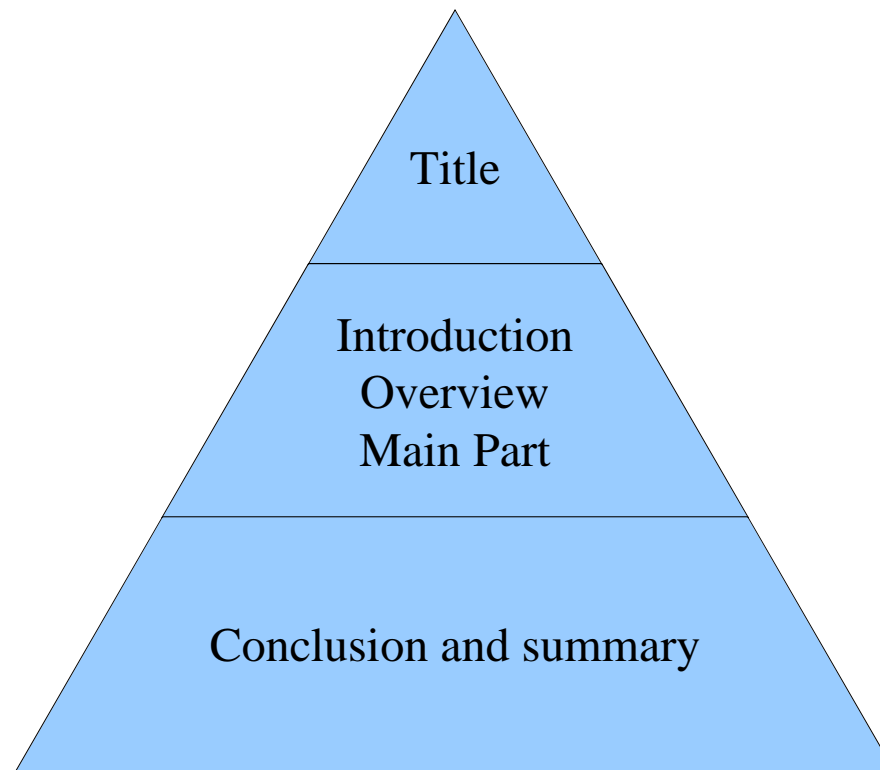 Title
Introduction
Overview
Main Part
Conclusion and summary